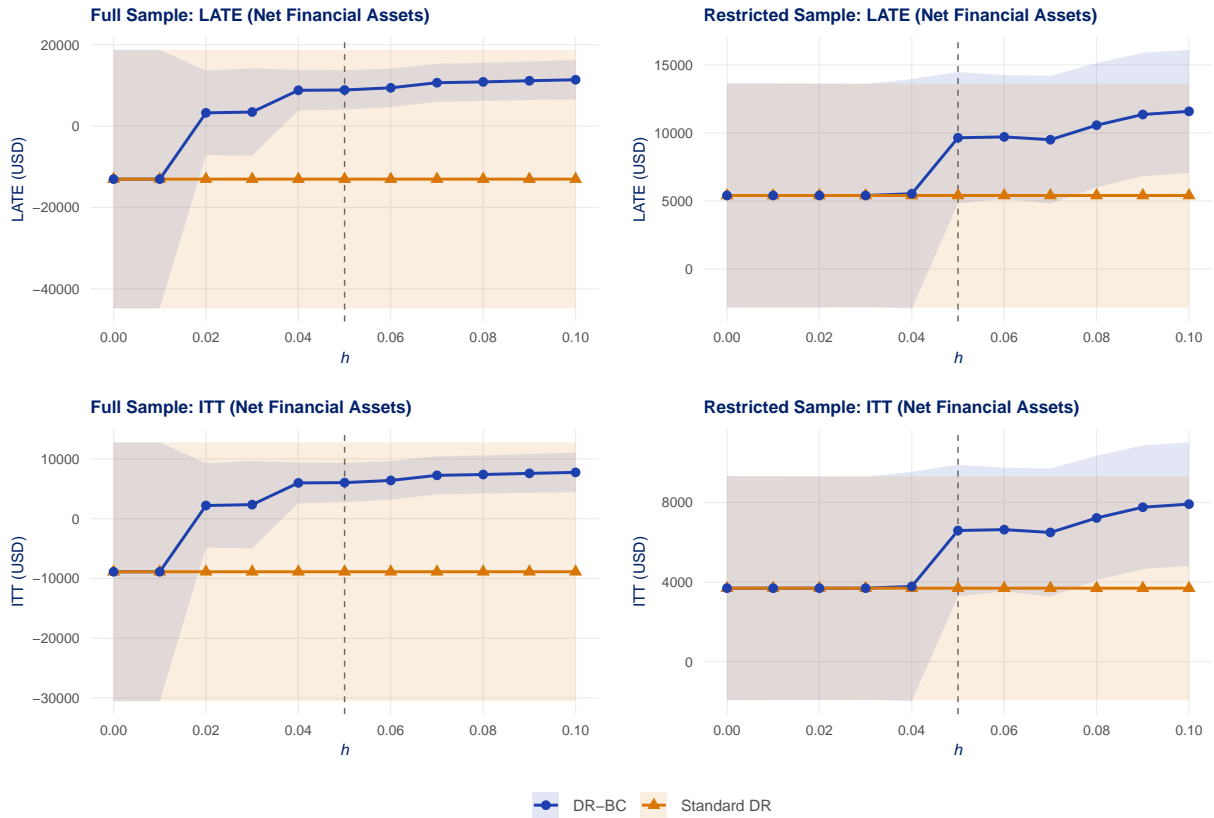 Full Sample: LATE (Net Financial Assets)
LATE (USD)
20000
0
−20000
−40000
0.00 0.02 0.04 0.06 0.08 0.10
h
Restricted Sample: LATE (Net Financial Assets)
LATE (USD)
15000
10000
5000
0
0.00 0.02 0.04 0.06 0.08 0.10
h
Full Sample: ITT (Net Financial Assets)
ITT (USD)
10000
0
−10000
−20000
−30000
0.00 0.02 0.04 0.06 0.08 0.10
h
Restricted Sample: ITT (Net Financial Assets)
ITT (USD)
8000
4000
0
0.00 0.02 0.04 0.06 0.08 0.10
h
DR−BC Standard DR